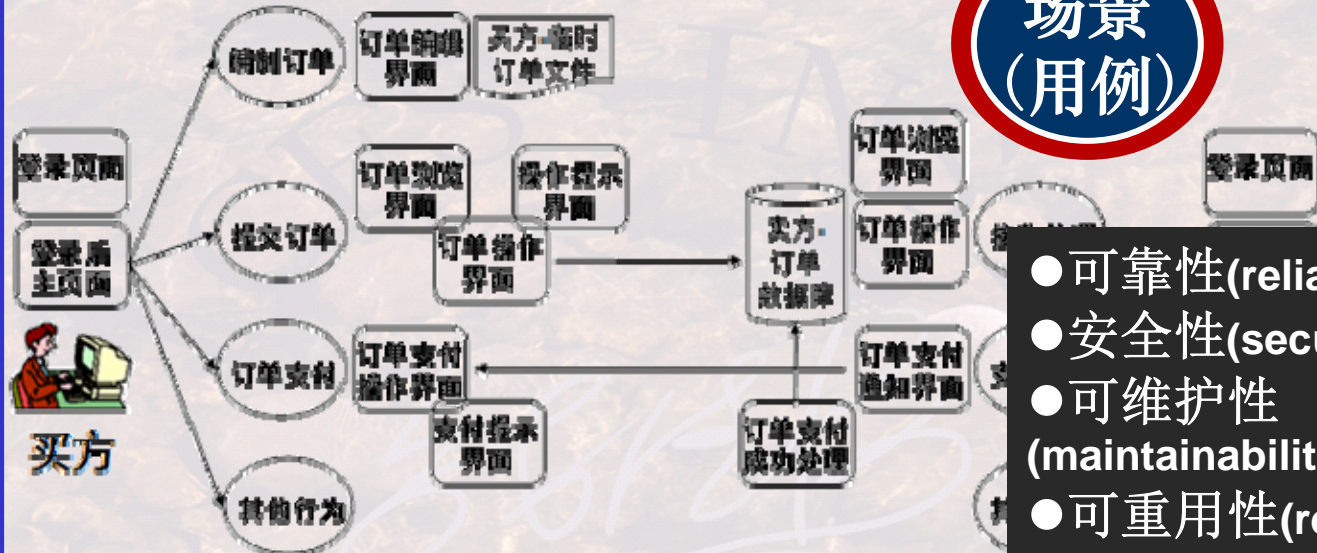 场景
（用例）
编制订单
订单编辑
界面
买方-临时
订单文件
登录页面
登录后
主页面
买方
提交订单
订单浏览
界面
操作提示
界面
订单操作
界面
订单支付
订单支付
操作界面
支付提示
界面
其他行为
卖方-
订单
数据库
订单浏览
界面
订单操作
界面
订单支付
通知界面
订单支付
成功处理
登录页面
●可靠性(relia
●安全性(secu
●可维护性
(maintainabilit
●可重用性(re